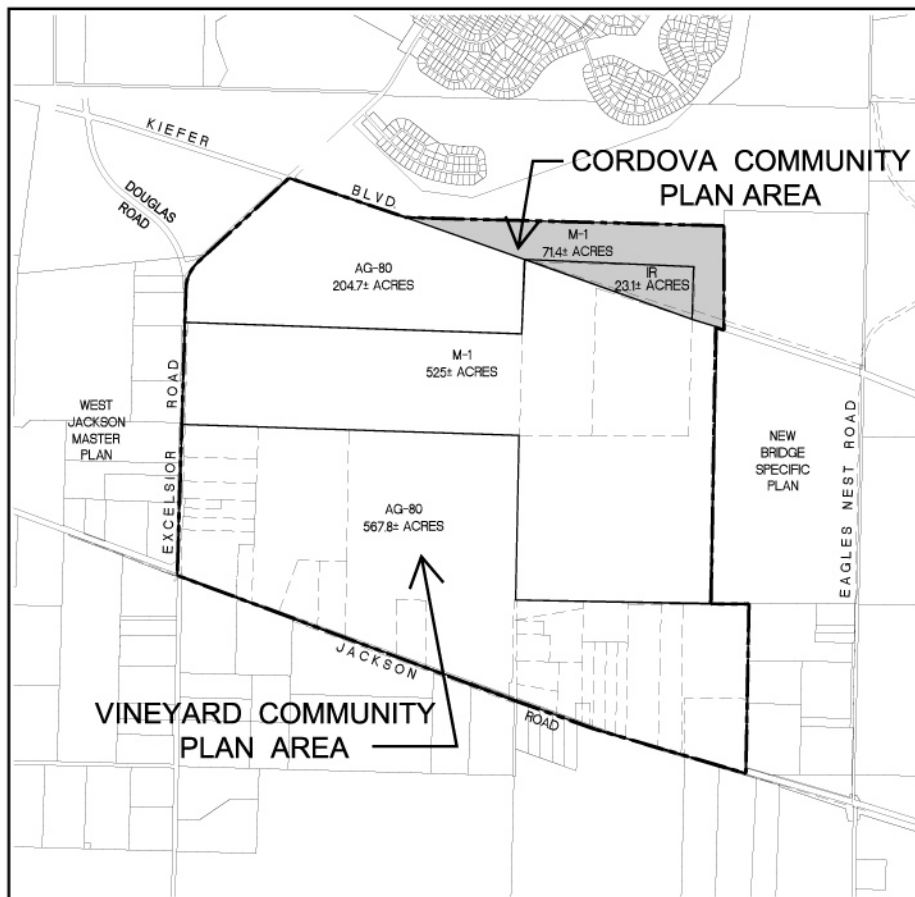 KIEFER
BLVD.
CORDOVA COMMUNITY
PLAN AREA
DOUGLAS
ROAD
M-1
71.4± ACRES
IR
23.1± ACRES
AG-80
204.7± ACRES
M-1
525± ACRES
WEST
JACKSON
MASTER
PLAN
EXCELSIOR ROAD
NEW
BRIDGE
SPECIFIC
PLAN
EAGLES NEST ROAD
AG-80
567.8± ACRES
JACKSON
ROAD
VINEYARD COMMUNITY
PLAN AREA